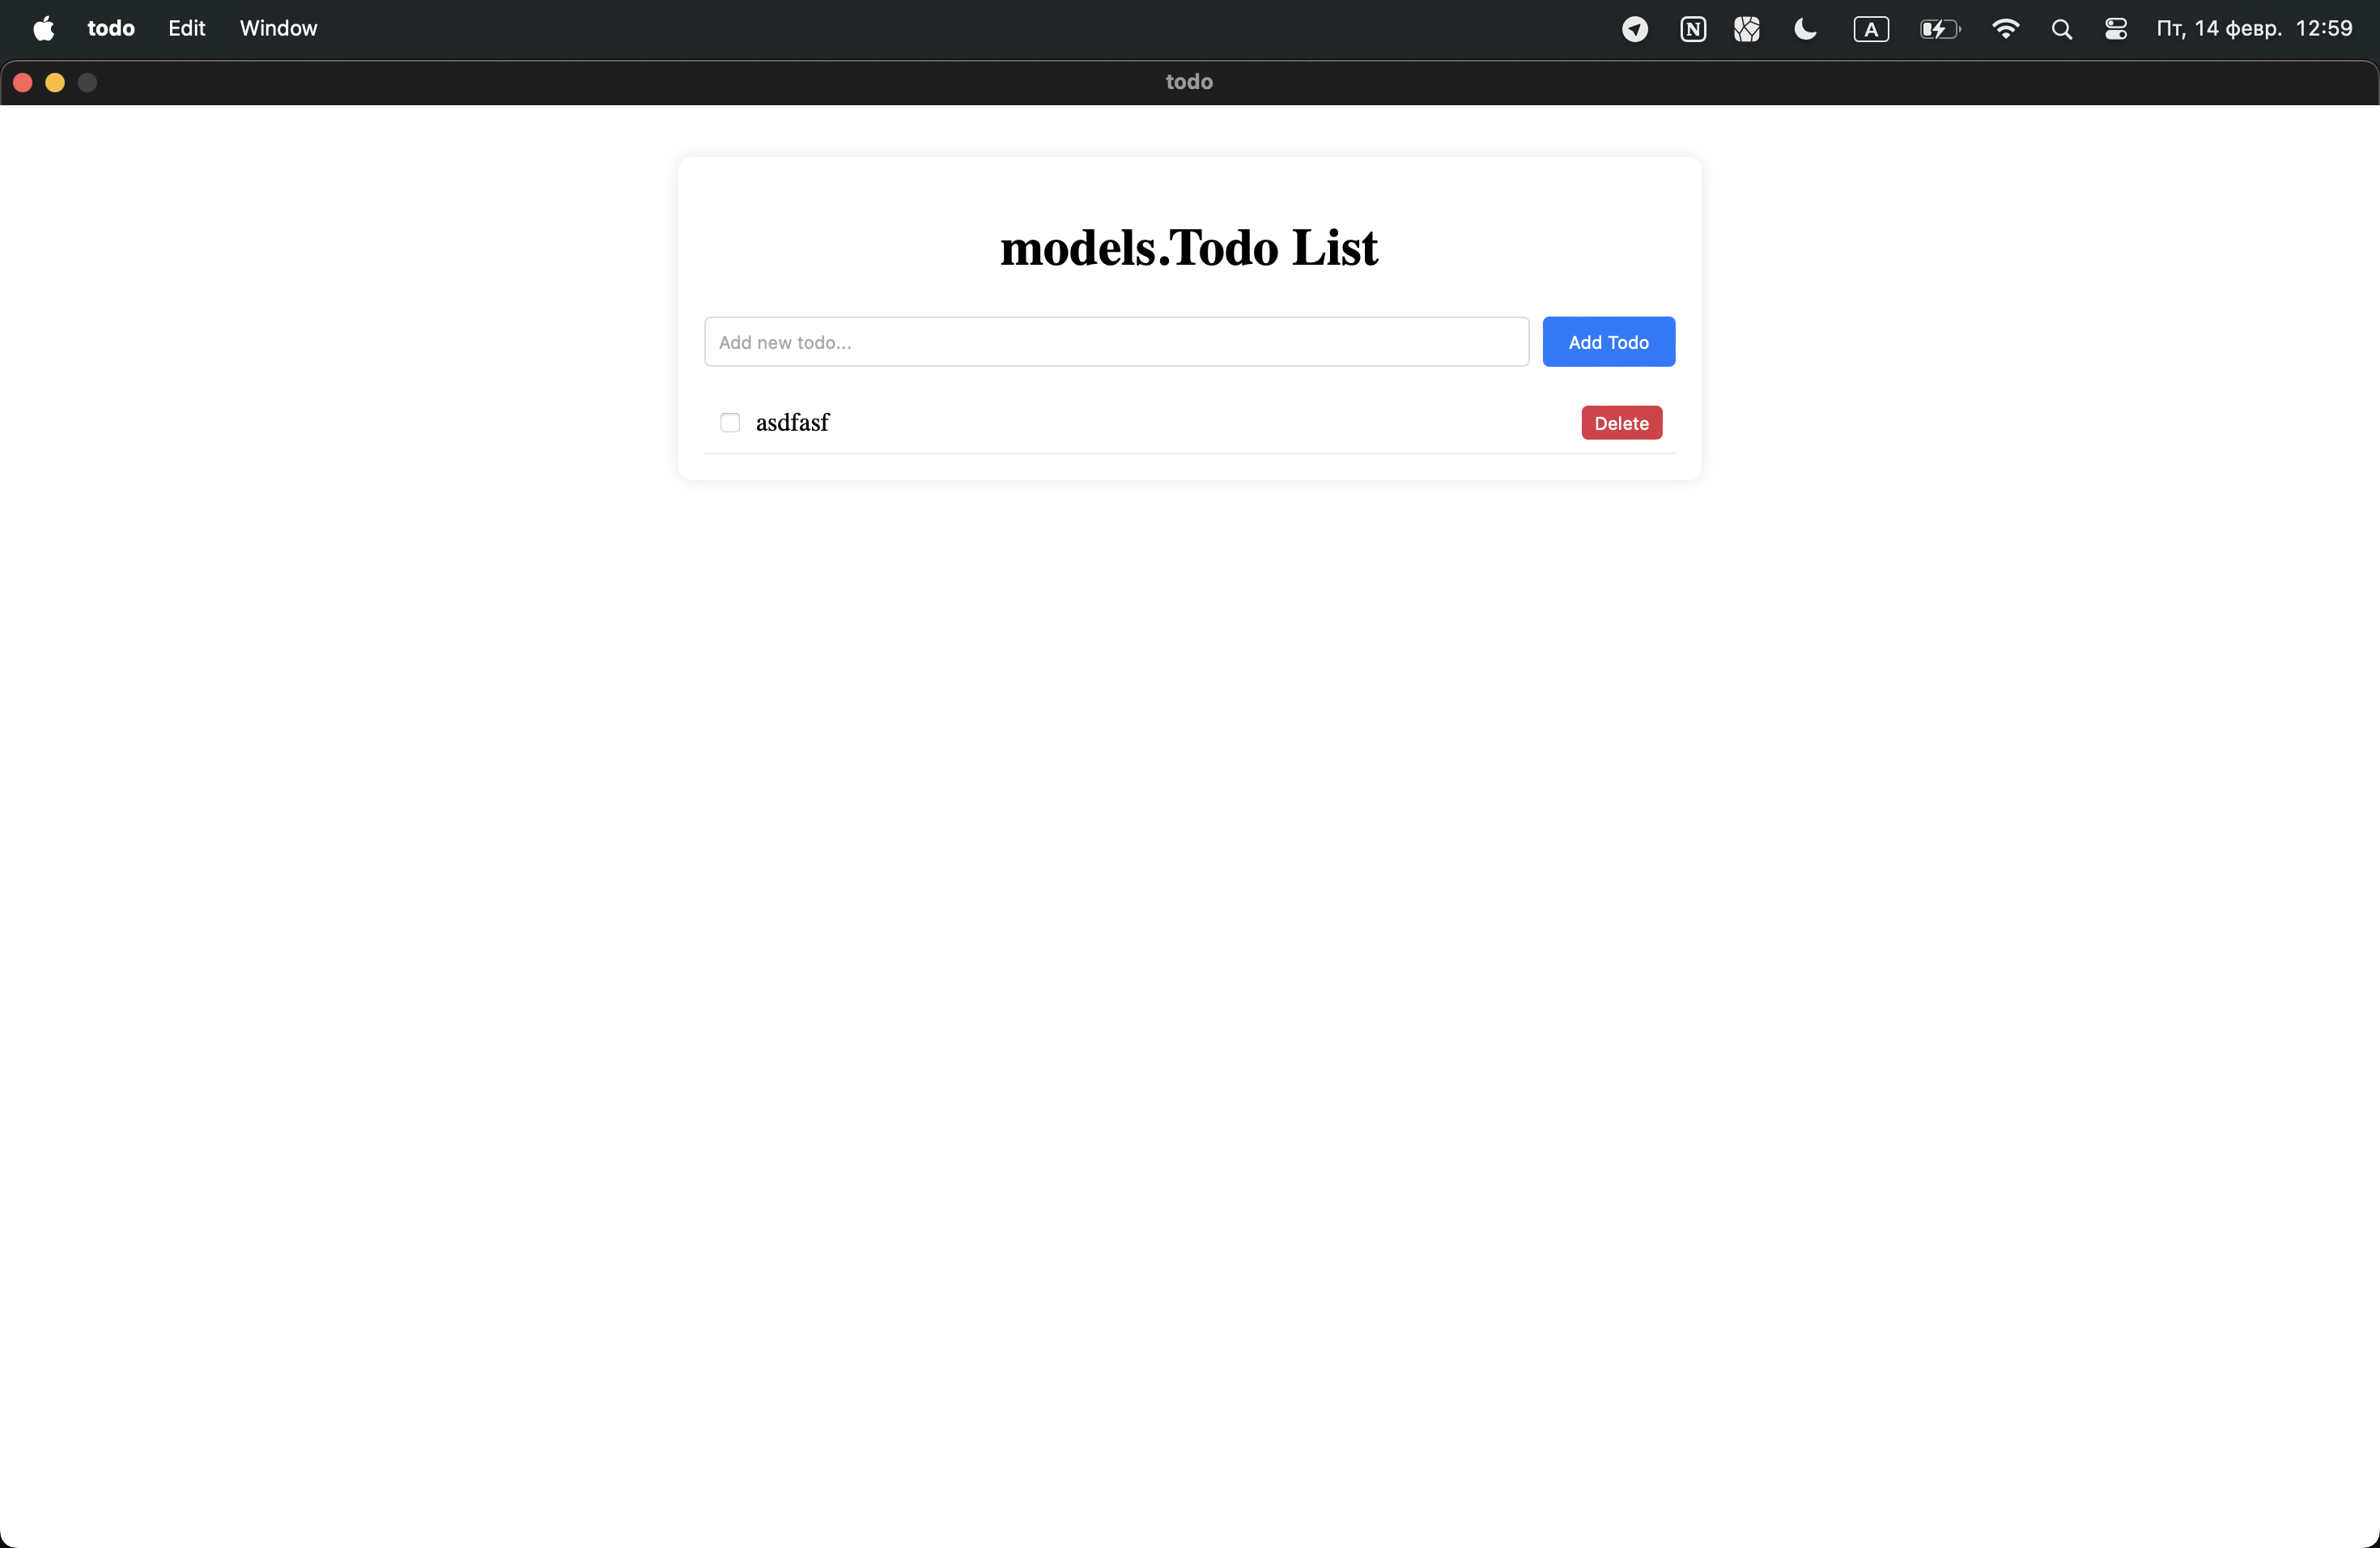 todo Edit Window N A Пт, 14 февр. 12:59
todo
models.Todo List
Add new todo... Add Todo
asdfasf Delete